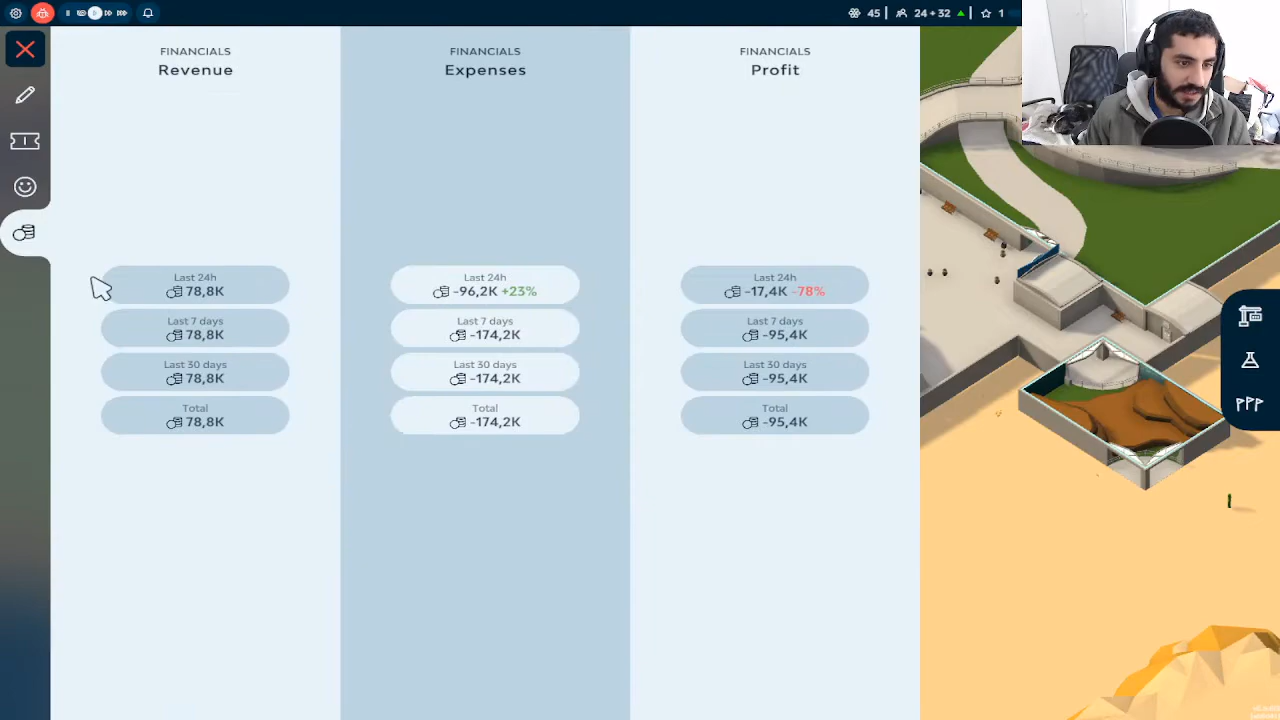 45
24 + 32
1
FINANCIALS
Revenue
Last 24h
78,8K
Last 7 days
78,8K
Last 30 days
78,8K
Total
78,8K
FINANCIALS
Expenses
Last 24h
-96,2K +23%
Last 7 days
-174,2K
Last 30 days
-174,2K
Total
-174,2K
FINANCIALS
Profit
Last 24h
-17,4K -78%
Last 7 days
-95,4K
Last 30 days
-95,4K
Total
-95,4K